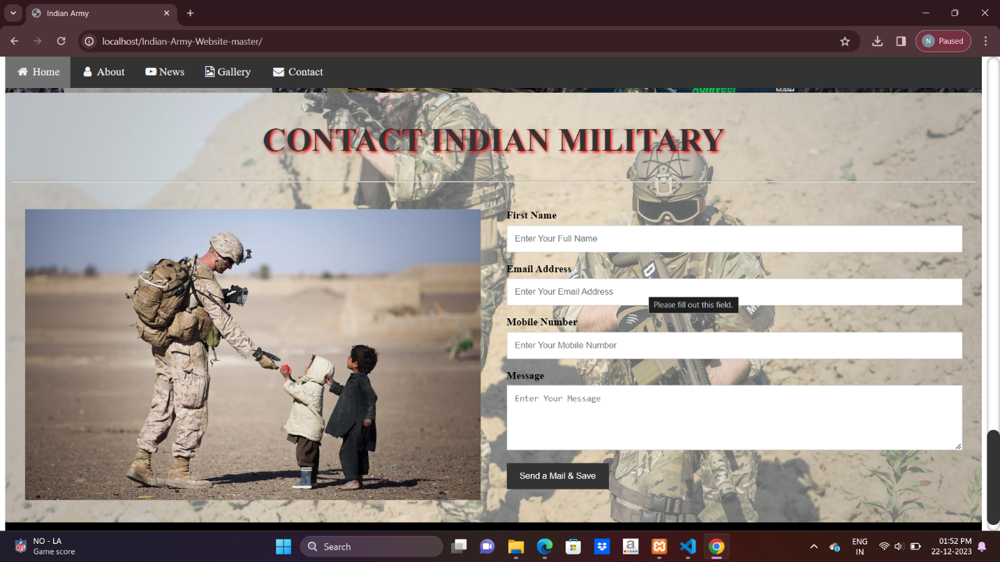 Indian Army
localhost/Indian-Army-Website-master/
N Paused
Home About News Gallery Contact
Agniveer
CONTACT INDIAN MILITARY
First Name
Enter Your Full Name
Email Address
Enter Your Email Address
Please fill out this field.
Mobile Number
Enter Your Mobile Number
Message
Enter Your Message
Send a Mail & Save
NO - LA
Game score
Search
ENG
IN
01:52 PM
22-12-2023